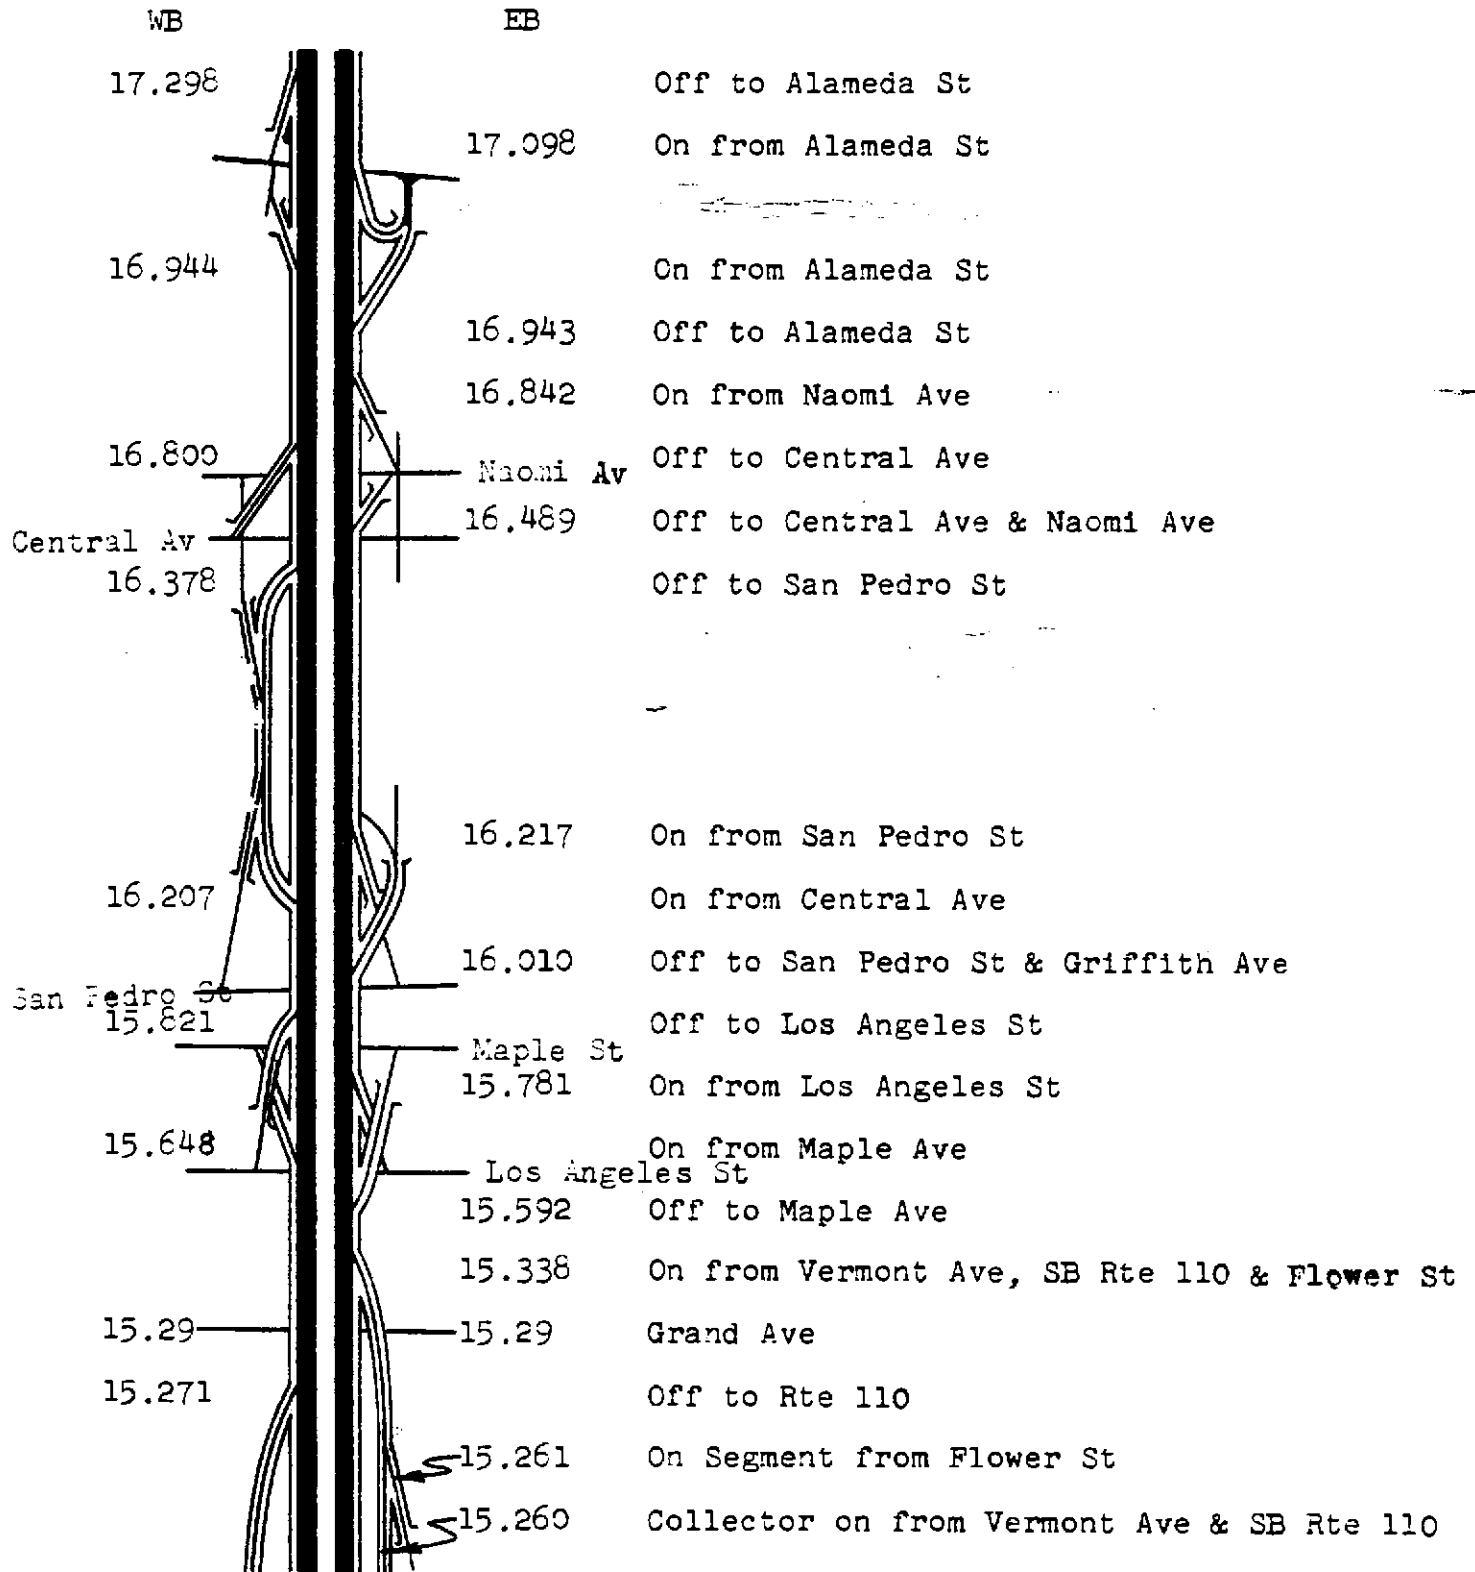 WB EB
17.298 Off to Alameda St
17.098 On from Alameda St
16.944 On from Alameda St
16.943 Off to Alameda St
16.842 On from Naomi Ave
16.800 Off to Central Ave
Naomi Av
16.489 Off to Central Ave & Naomi Ave
Central Av
16.378 Off to San Pedro St
16.217 On from San Pedro St
16.207 On from Central Ave
16.010 Off to San Pedro St & Griffith Ave
San Pedro St
15.821 Off to Los Angeles St
Maple St
15.781 On from Los Angeles St
15.648 On from Maple Ave
Los Angeles St
15.592 Off to Maple Ave
15.338 On from Vermont Ave, SB Rte 110 & Flower St
15.29 15.29 Grand Ave
15.271 Off to Rte 110
15.261 On Segment from Flower St
15.260 Collector on from Vermont Ave & SB Rte 110